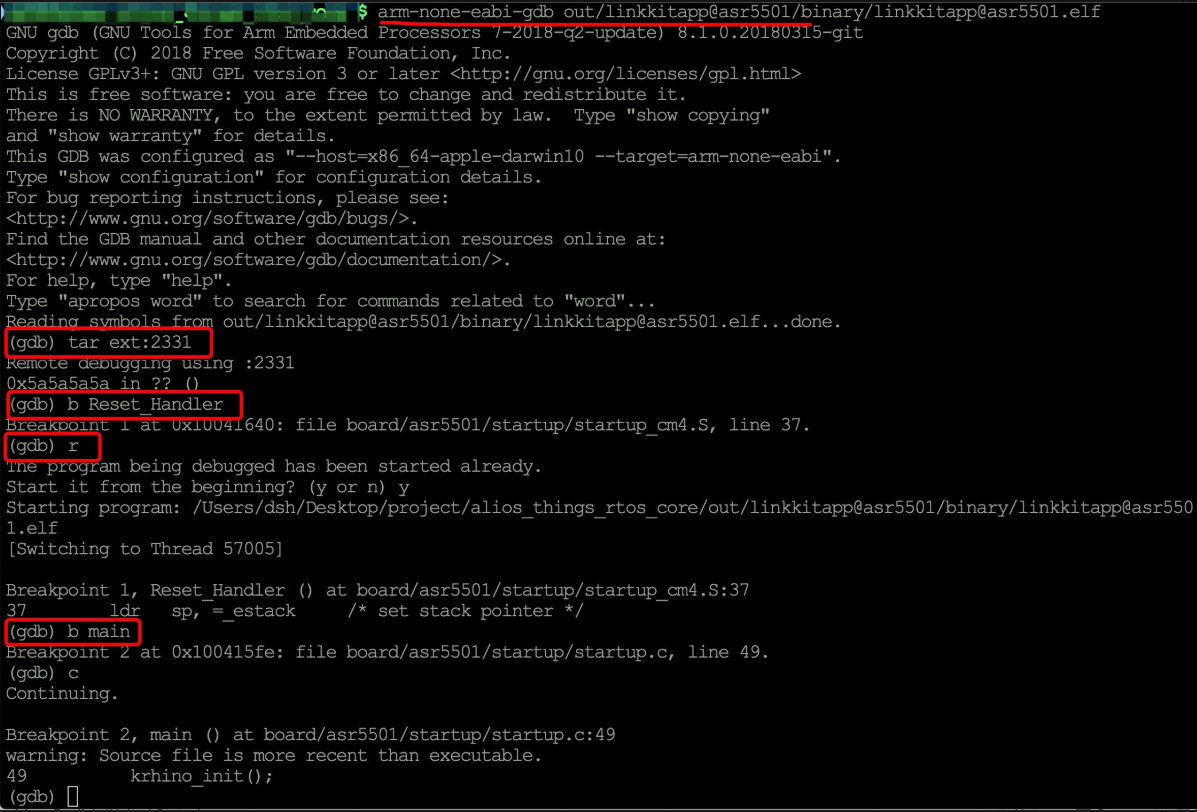 $ arm-none-eabi-gdb out/linkkitapp@asr5501/binary/linkkitapp@asr5501.elf
GNU gdb (GNU Tools for Arm Embedded Processors 7-2018-q2-update) 8.1.0.20180315-git
Copyright (C) 2018 Free Software Foundation, Inc.
License GPLv3+: GNU GPL version 3 or later <http://gnu.org/licenses/gpl.html>
This is free software: you are free to change and redistribute it.
There is NO WARRANTY, to the extent permitted by law.  Type "show copying"
and "show warranty" for details.
This GDB was configured as "--host=x86_64-apple-darwin10 --target=arm-none-eabi".
Type "show configuration" for configuration details.
For bug reporting instructions, please see:
<http://www.gnu.org/software/gdb/bugs/>.
Find the GDB manual and other documentation resources online at:
<http://www.gnu.org/software/gdb/documentation/>.
For help, type "help".
Type "apropos word" to search for commands related to "word"...
Reading symbols from out/linkkitapp@asr5501/binary/linkkitapp@asr5501.elf...done.
(gdb) tar ext:2331
Remote debugging using :2331
0x5a5a5a5a in ?? ()
(gdb) b Reset_Handler
Breakpoint 1 at 0x10041640: file board/asr5501/startup/startup_cm4.S, line 37.
(gdb) r
The program being debugged has been started already.
Start it from the beginning? (y or n) y
Starting program: /Users/dsh/Desktop/project/alios_things_rtos_core/out/linkkitapp@asr5501/binary/linkkitapp@asr550
1.elf
[Switching to Thread 57005]
Breakpoint 1, Reset_Handler () at board/asr5501/startup/startup_cm4.S:37
37        ldr   sp, =_estack     /* set stack pointer */
(gdb) b main
Breakpoint 2 at 0x100415fe: file board/asr5501/startup/startup.c, line 49.
(gdb) c
Continuing.
Breakpoint 2, main () at board/asr5501/startup/startup.c:49
warning: Source file is more recent than executable.
49          krhino_init();
(gdb)